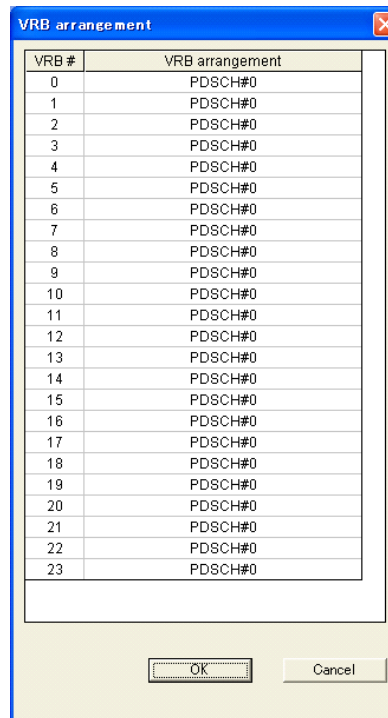 VRB arrangement
VRB # VRB arrangement
0 PDSCH#0
1 PDSCH#0
2 PDSCH#0
3 PDSCH#0
4 PDSCH#0
5 PDSCH#0
6 PDSCH#0
7 PDSCH#0
8 PDSCH#0
9 PDSCH#0
10 PDSCH#0
11 PDSCH#0
12 PDSCH#0
13 PDSCH#0
14 PDSCH#0
15 PDSCH#0
16 PDSCH#0
17 PDSCH#0
18 PDSCH#0
19 PDSCH#0
20 PDSCH#0
21 PDSCH#0
22 PDSCH#0
23 PDSCH#0
OK Cancel